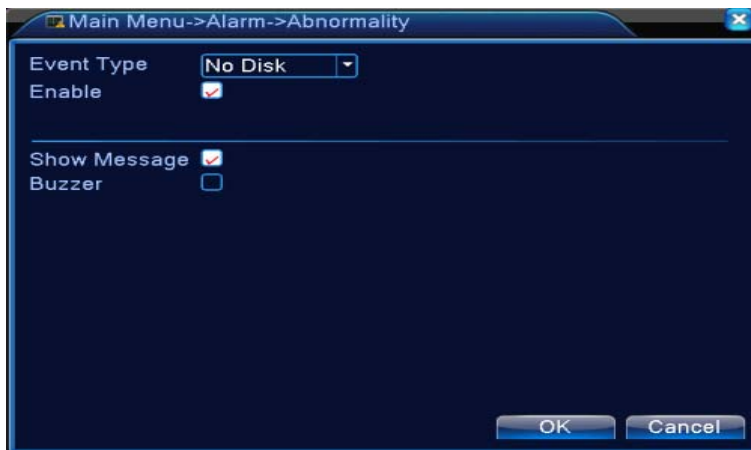 Main Menu->Alarm->Abnormality
Event Type No Disk
Enable
Show Message
Buzzer
OK Cancel